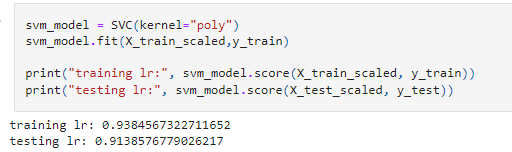 svm_model = SVC(kernel="poly")
svm_model.fit(X_train_scaled,y_train)
print("training lr:", svm_model.score(X_train_scaled, y_train))
print("testing lr:", svm_model.score(X_test_scaled, y_test))
training lr: 0.9384567322711652
testing lr: 0.9138576779026217